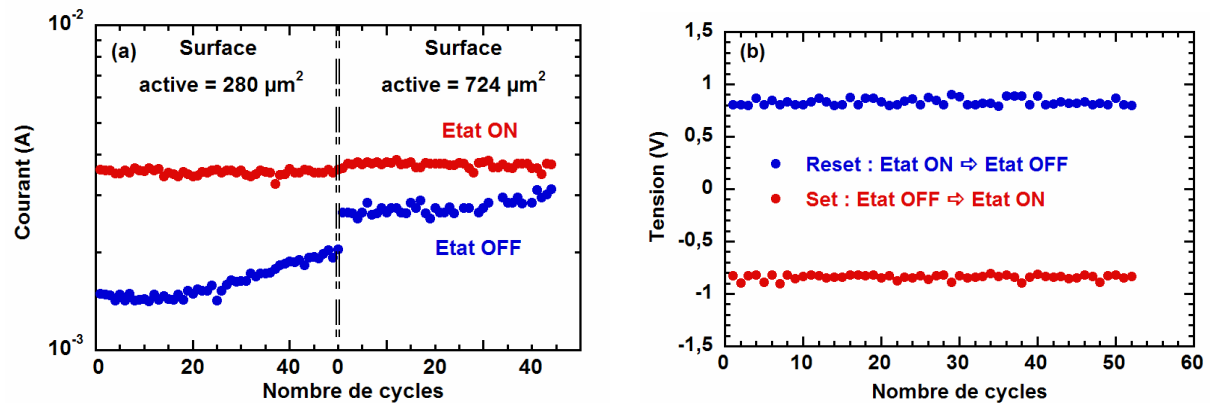 10⁻²
(a)
Surface
Surface
active = 280 µm²
active = 724 µm²
Etat ON
Etat OFF
Courant (A)
10⁻³
0
20
40
0
20
40
Nombre de cycles
(b)
1,5
1
0,5
0
-0,5
-1
-1,5
Tension (V)
Reset : Etat ON ⇨ Etat OFF
Set : Etat OFF ⇨ Etat ON
0
10
20
30
40
50
60
Nombre de cycles